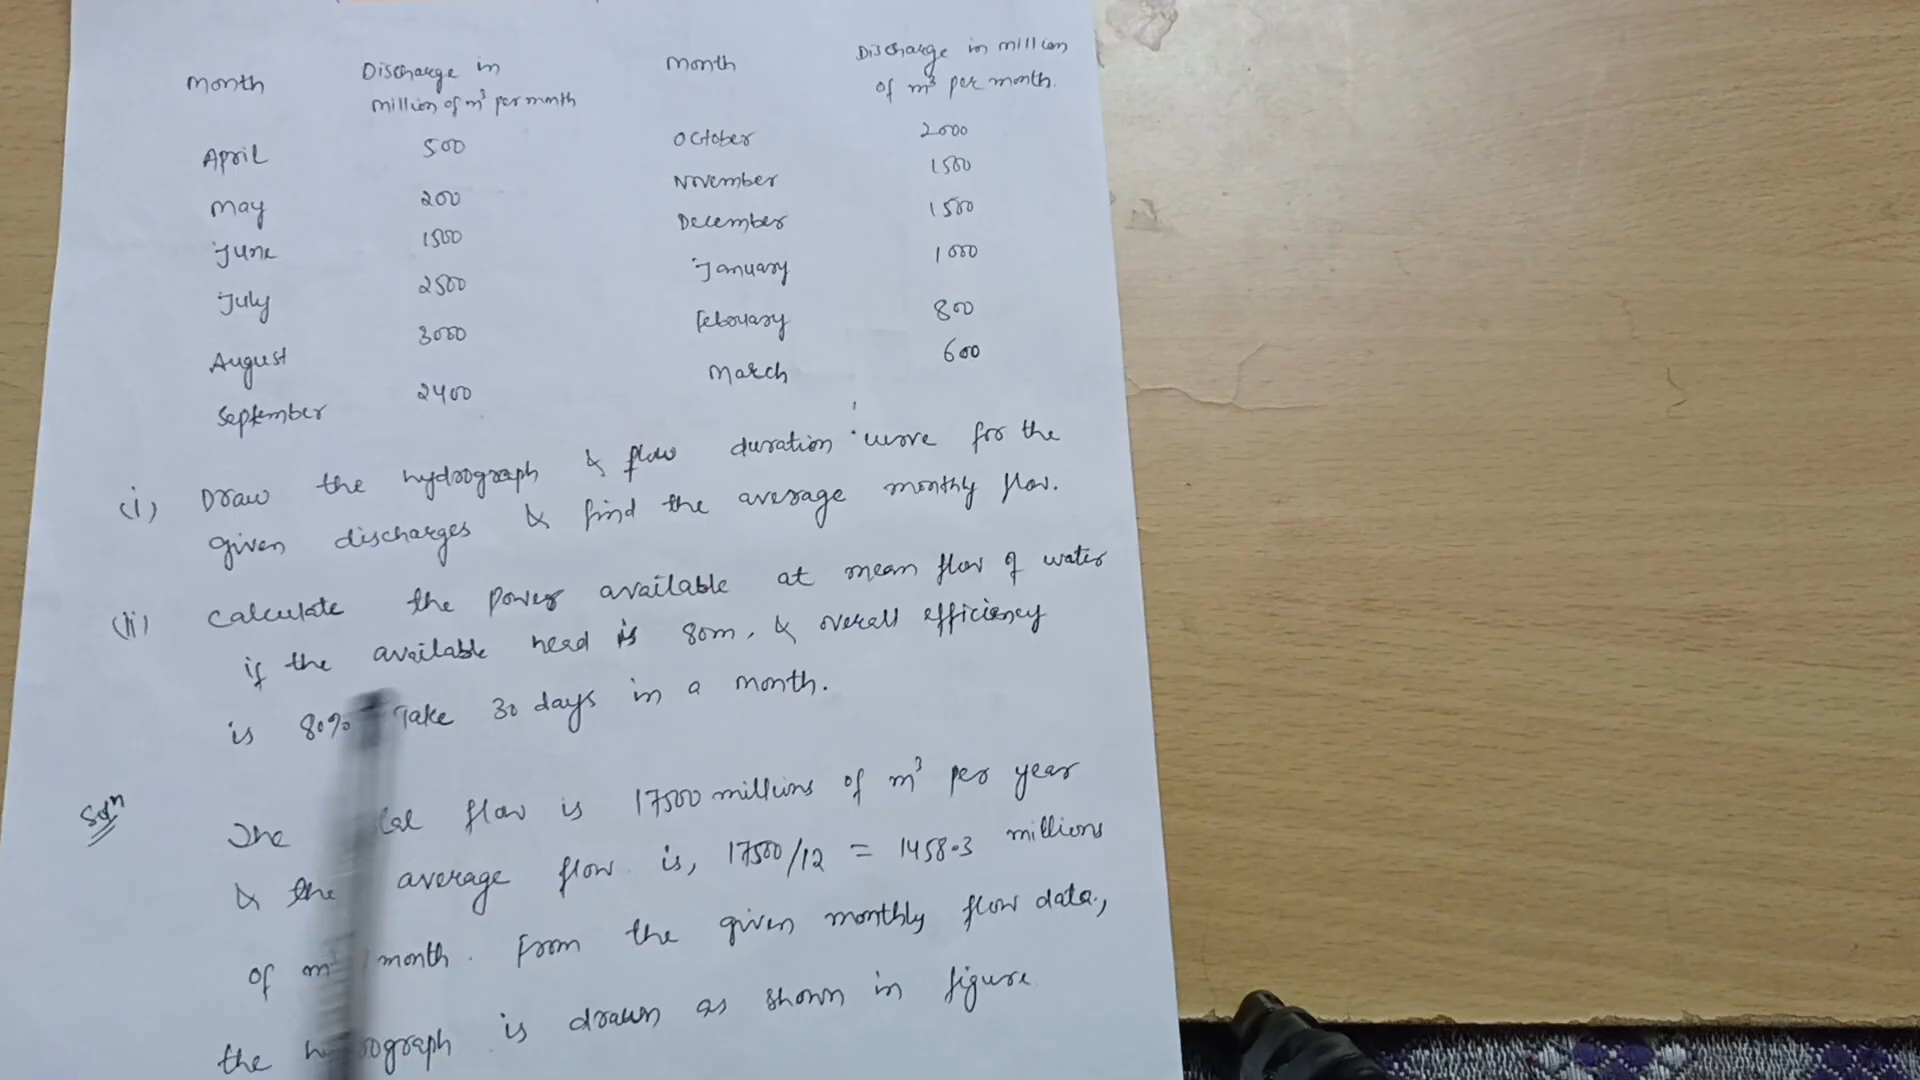 Month Discharge in Month Discharge in million
million of m³ per month of m³ per month.
April 500 October 2000
May 200 November 1500
June 1500 December 1500
July 2500 January 1000
August 3000 February 800
September 2400 March 600
(i) Draw the hydrograph & flow duration curve for the
given discharges & find the average monthly flow.
(ii) Calculate the power available at mean flow of water
if the available head is 80m, & overall efficiency
is 80% Take 30 days in a month.
Solⁿ The flow is 17500 millions of m³ per year
& the average flow is, 17500/12 = 1458.3 millions
of m³ month. From the given monthly flow data,
the hydrograph is drawn as shown in figure